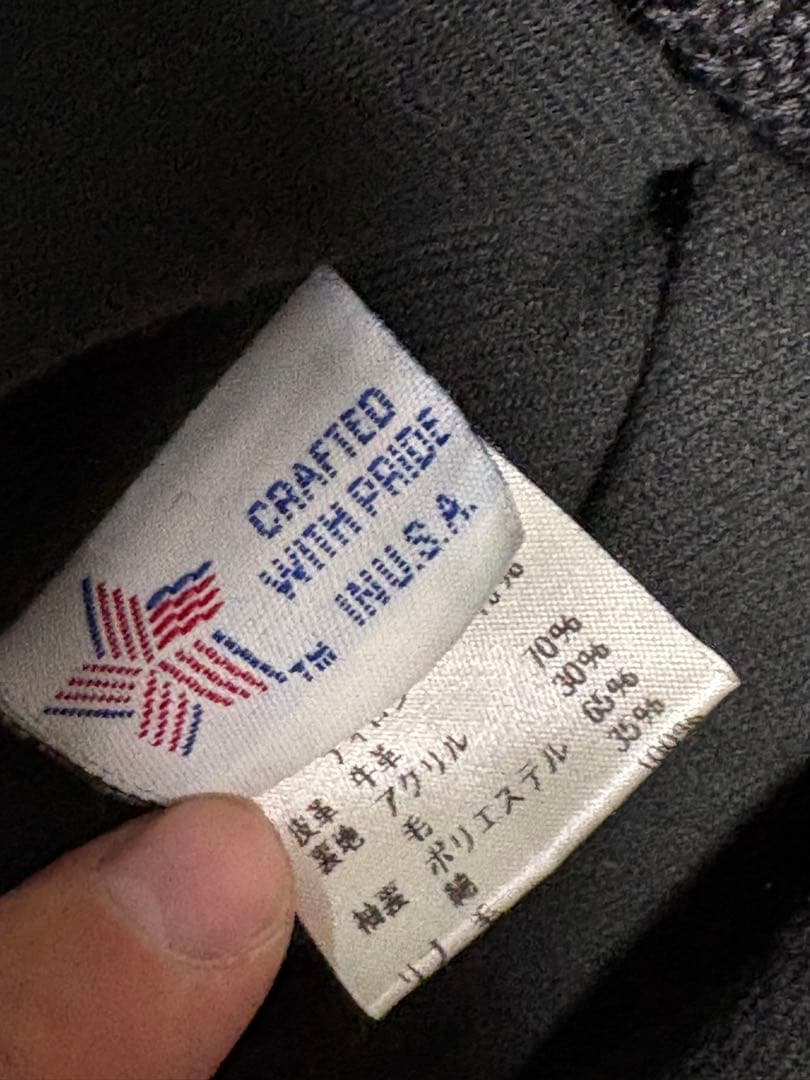 CRAFTED
WITH PRIDE
IN U.S.A.
TM
皮革 牛革
裏地 アクリル 70%
毛 30%
袖裏 ポリエステル 65%
綿 35%
100%